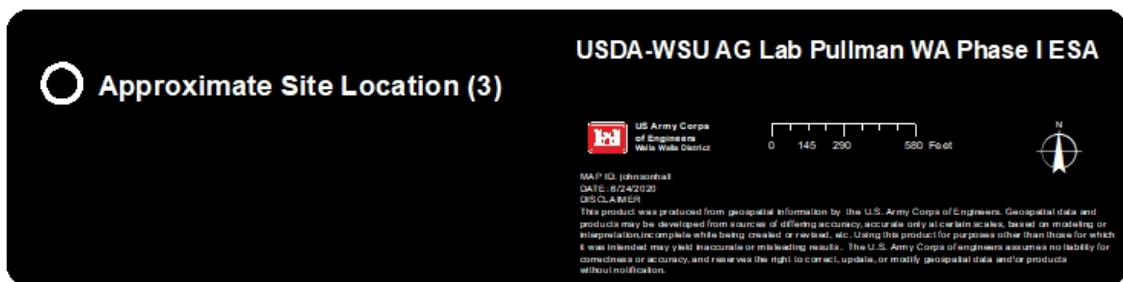 Approximate Site Location (3)
USDA-WSU AG Lab Pullman WA Phase I ESA
US Army Corps
of Engineers
Walla Walla District
0 145 290 580 Feet
N
MAP ID: johnsonhall
DATE: 6/24/2020
DISCLAIMER
This product was produced from geospatial information by the U.S. Army Corps of Engineers. Geospatial data and
products may be developed from sources of differing accuracy, accurate only at certain scales, based on modeling or
interpretation,incomplete while being created or revised, etc. Using this product for purposes other than those for which
it was intended may yield inaccurate or misleading results. The U.S. Army Corps of engineers assumes no liability for
correctness or accuracy, and reserves the right to correct, update, or modify geospatial data and\or products
without notification.